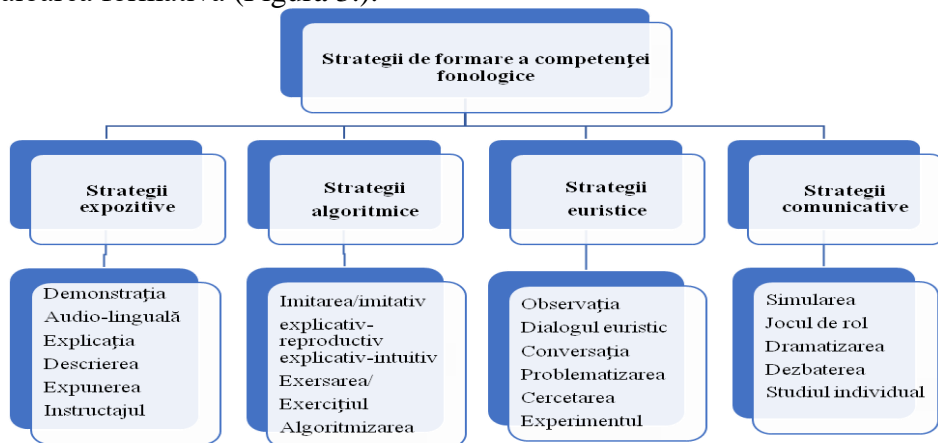 (Figura 3.).
Strategii de formare a competenţei
fonologice
Strategii
expozitive
Strategii
algoritmice
Strategii
euristice
Strategii
comunicative
Demonstraţia
Audio-linguală
Explicaţia
Descrierea
Expunerea
Instructajul
Imitarea/imitativ
explicativ-
reproductiv
explicativ-intuitiv
Exersarea/
Exerciţiul
Algoritmizarea
Observaţia
Dialogul euristic
Conversaţia
Problematizarea
Cercetarea
Experimentul
Simularea
Jocul de rol
Dramatizarea
Dezbaterea
Studiul individual